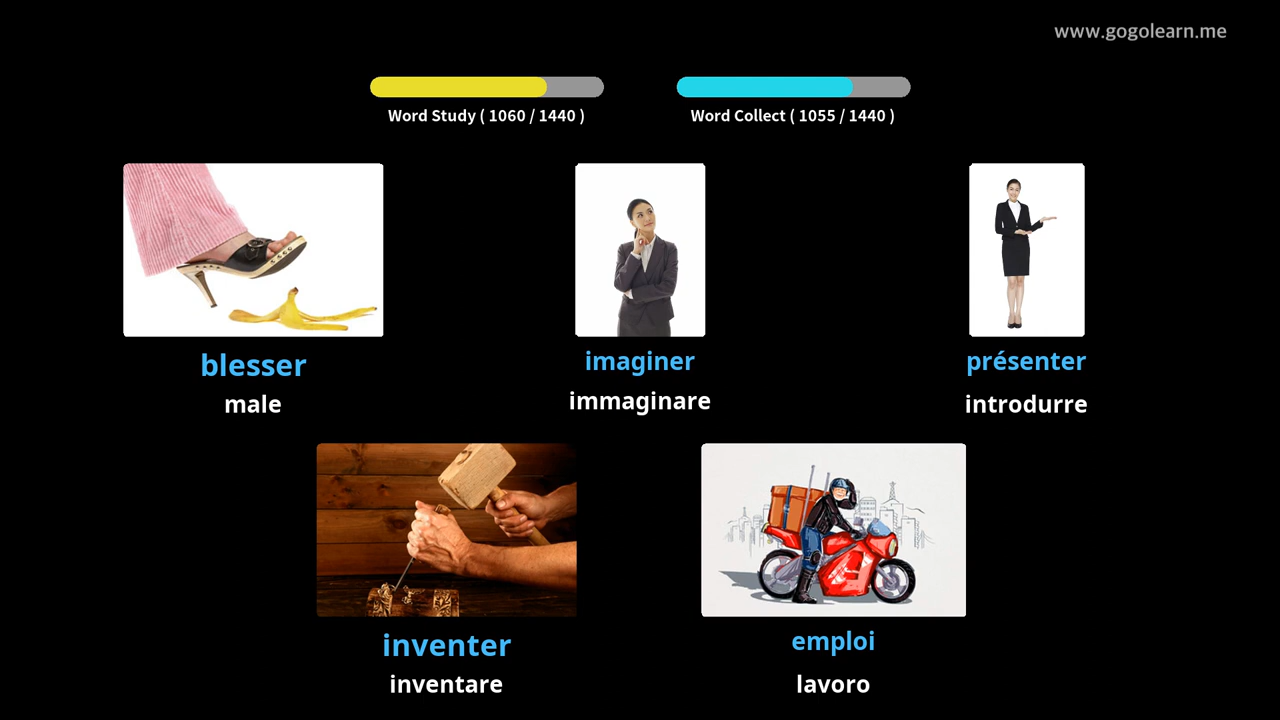 www.gogolearn.me
Word Study ( 1060 / 1440 )
Word Collect ( 1055 / 1440 )
blesser
male
imaginer
immaginare
présenter
introdurre
inventer
inventare
emploi
lavoro